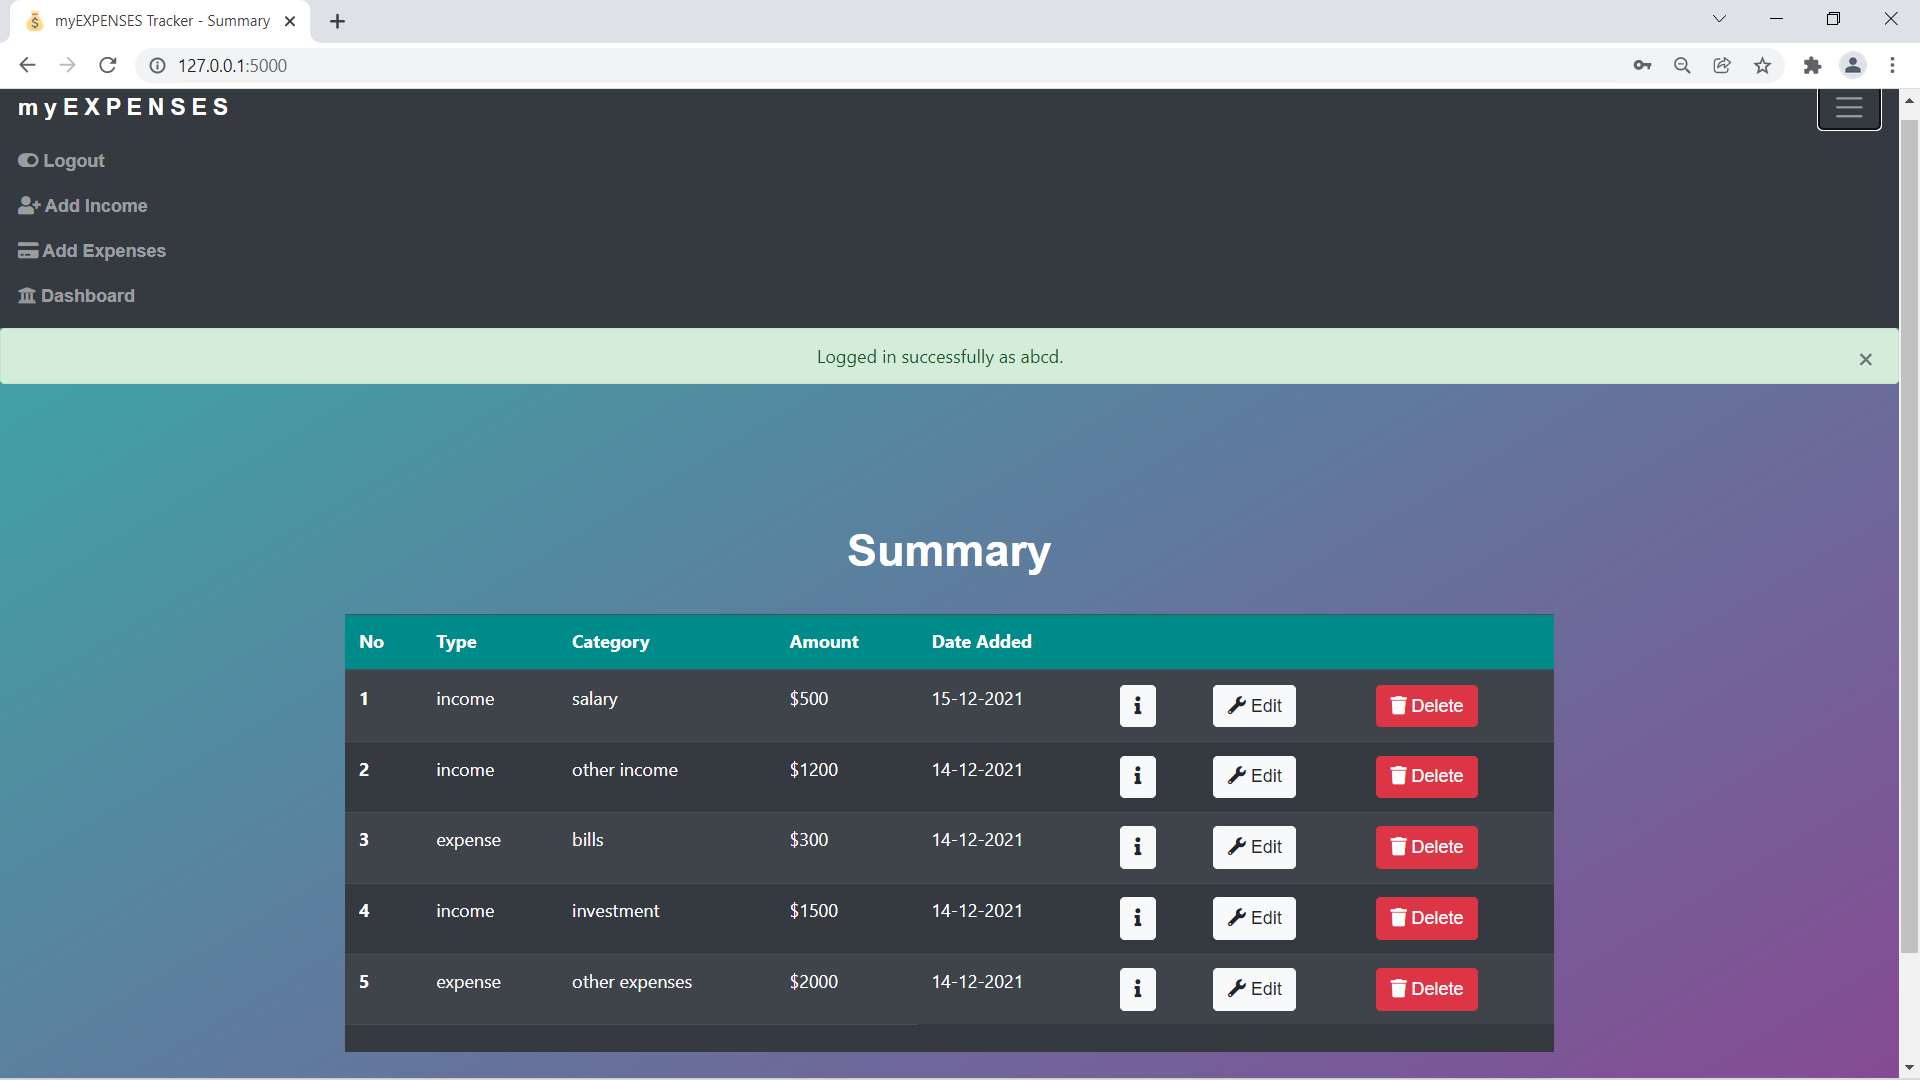 myEXPENSES Tracker - Summary
127.0.0.1:5000
myEXPENSES
Logout
Add Income
Add Expenses
Dashboard
Logged in successfully as abcd.
Summary
No Type Category Amount Date Added
1 income salary $500 15-12-2021 i Edit Delete
2 income other income $1200 14-12-2021 i Edit Delete
3 expense bills $300 14-12-2021 i Edit Delete
4 income investment $1500 14-12-2021 i Edit Delete
5 expense other expenses $2000 14-12-2021 i Edit Delete